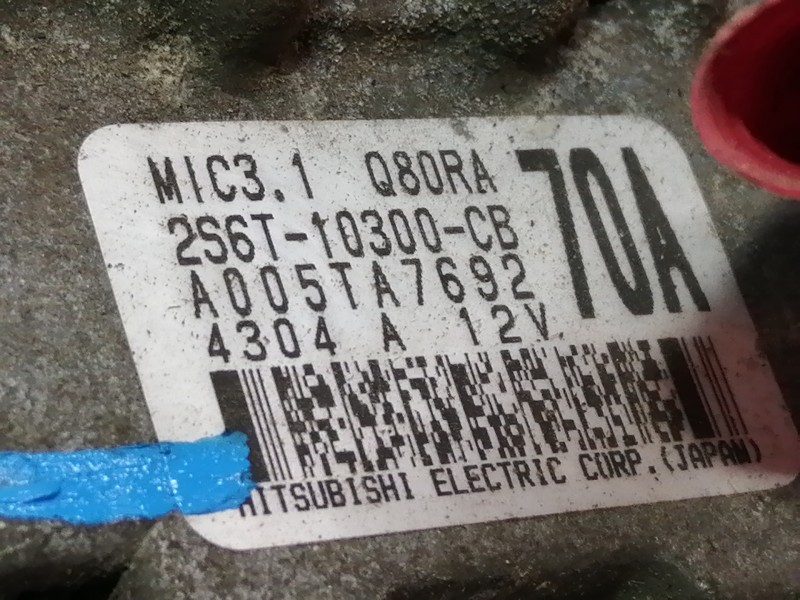 MIC3.1 Q80RA 70A
2S6T-10300-CB
A005TA7692
4304 A 12V
MITSUBISHI ELECTRIC CORP.(JAPAN)